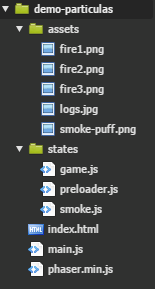 demo-particulas
assets
fire1.png
fire2.png
fire3.png
logs.jpg
smoke-puff.png
states
game.js
preloader.js
smoke.js
index.html
main.js
phaser.min.js